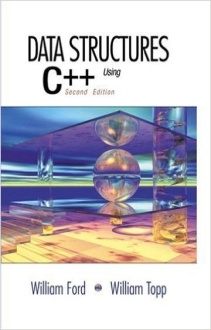 DATA STRUCTURES
Using
C++
Second Edition
William Ford William Topp